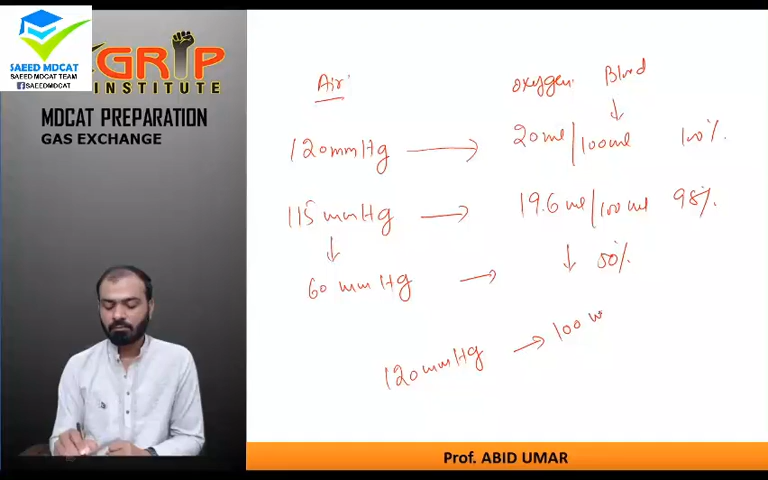 SAEED MDCAT
SAEED MDCAT TEAM
SAEEDMDCAT
GRIP
INSTITUTE
MDCAT PREPARATION
GAS EXCHANGE
Air oxygen Blood
120mmHg → 20ml/100ml 100%.
115mmHg → 19.6ml/100ml 98%.
↓ ↓ 50%.
60mmHg →
120mmHg → 100
Prof. ABID UMAR